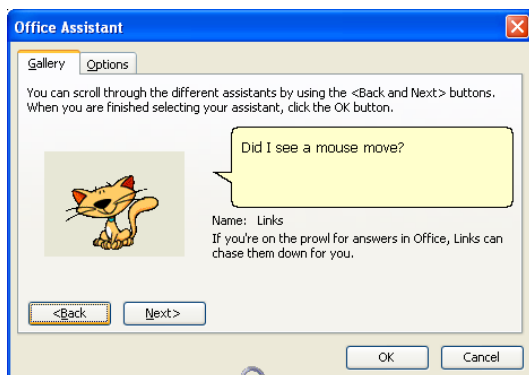 Office Assistant
Gallery
Options
You can scroll through the different assistants by using the <Back and Next> buttons.
When you are finished selecting your assistant, click the OK button.
Did I see a mouse move?
Name: Links
If you're on the prowl for answers in Office, Links can
chase them down for you.
<Back
Next>
OK
Cancel